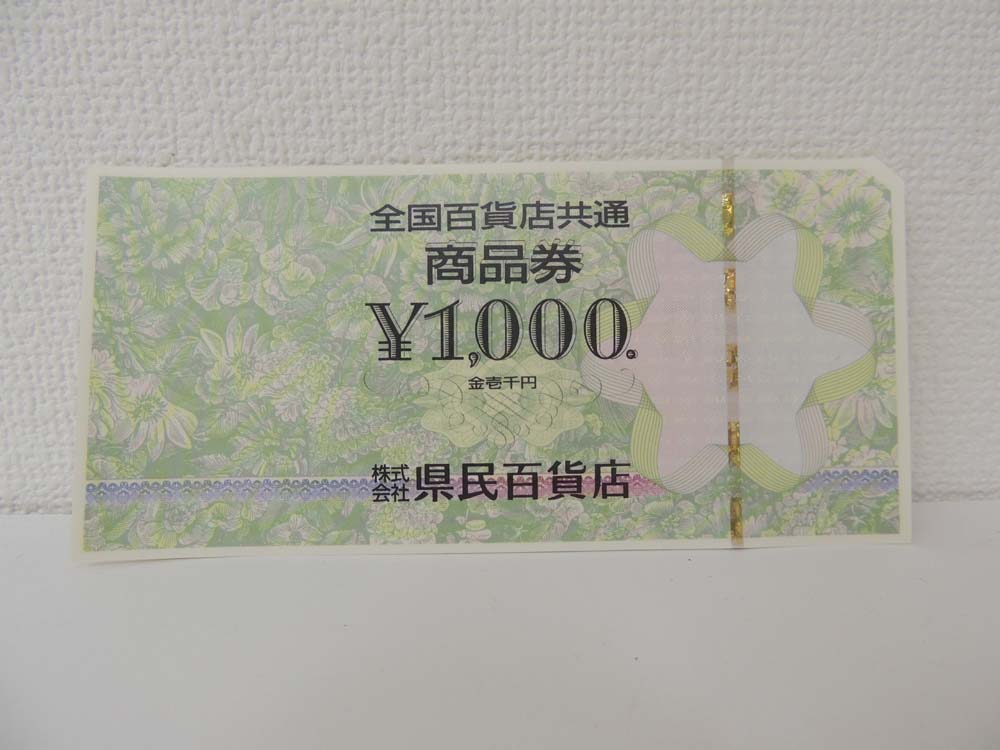 全国百貨店共通
商品券
¥1,000.
金壱千円
株式会社 県民百貨店